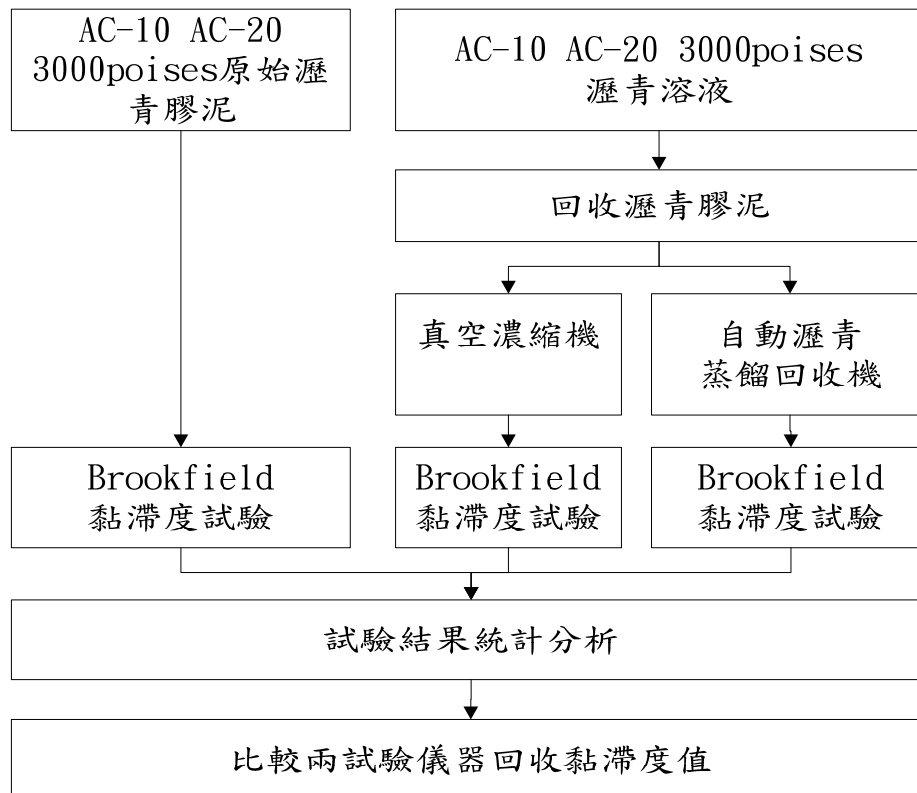 AC-10 AC-20
3000poises原始瀝
青膠泥
AC-10 AC-20 3000poises
瀝青溶液
回收瀝青膠泥
真空濃縮機
自動瀝青
蒸餾回收機
Brookfield
黏滯度試驗
Brookfield
黏滯度試驗
Brookfield
黏滯度試驗
試驗結果統計分析
比較兩試驗儀器回收黏滯度值